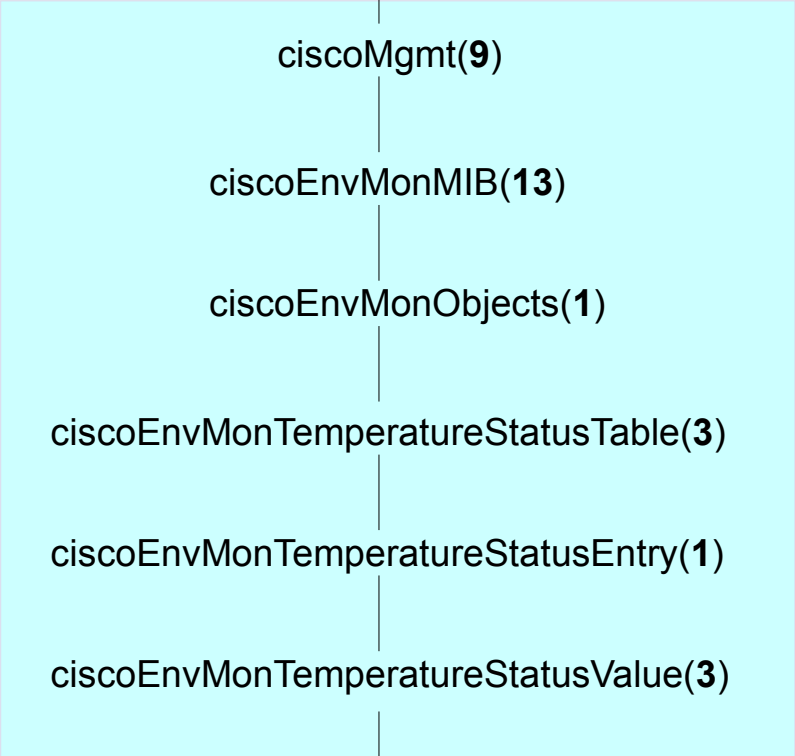 ciscoMgmt(9)
ciscoEnvMonMIB(13)
ciscoEnvMonObjects(1)
ciscoEnvMonTemperatureStatusTable(3)
ciscoEnvMonTemperatureStatusEntry(1)
ciscoEnvMonTemperatureStatusValue(3)